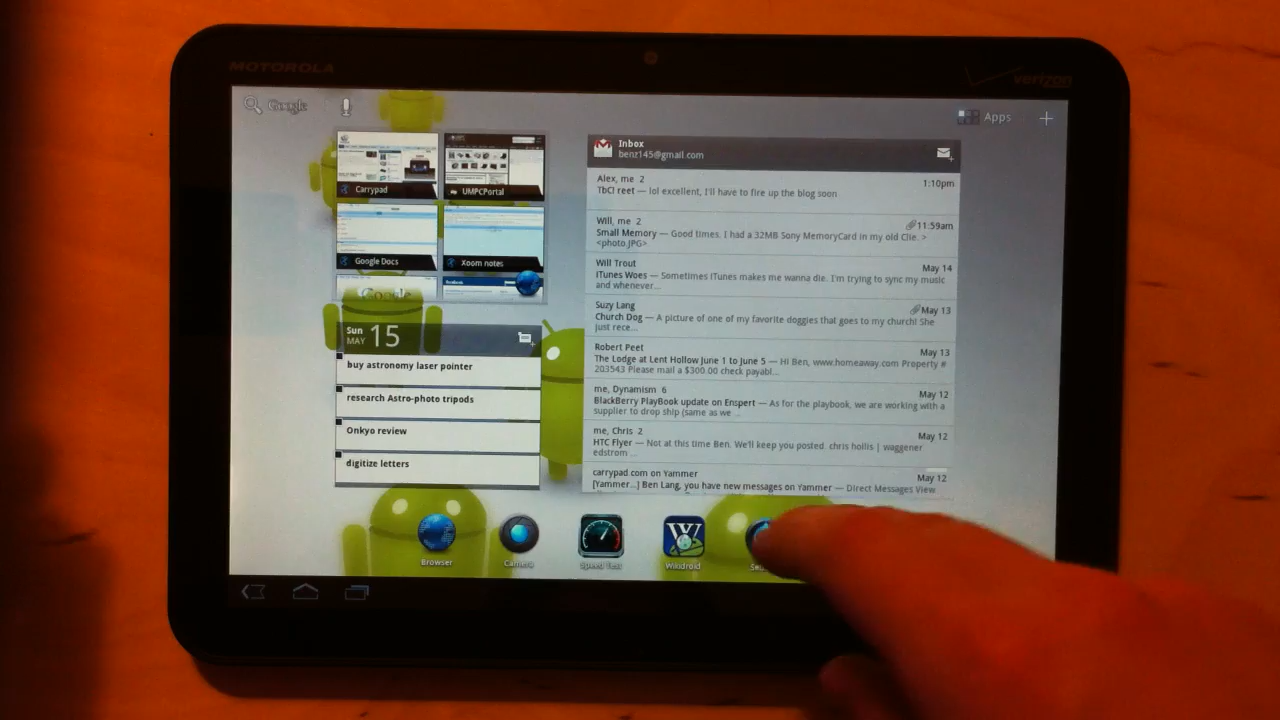 MOTOROLA
verizon
Google
Apps
Carrypad
UMPCPortal
Google Docs
Xoom notes
Google
Sun
MAY 15
buy astronomy laser pointer
research Astro-photo tripods
Onkyo review
digitize letters
Inbox
benz145@gmail.com
Alex, me 2
1:10pm
TbCl reet — lol excellent, I'll have to fire up the blog soon
Will, me 2
11:59am
Small Memory — Good times. I had a 32MB Sony MemoryCard in my old Clie. >
<photo.JPG>
Will Trout
May 14
iTunes Woes — Sometimes iTunes makes me wanna die. I'm trying to sync my music
and whenever...
Suzy Lang
May 13
Church Dog — A picture of one of my favorite doggies that goes to my church! She
just rece...
Robert Peet
May 13
The Lodge at Lent Hollow June 1 to June 5 — Hi Ben, www.homeaway.com Property #
203543 Please mail a $300.00 check payabl...
me, Dynamism 6
May 12
BlackBerry PlayBook update on Enspert — As for the playbook, we are working with a
supplier to drop ship (same as we ...
me, Chris 2
May 12
HTC Flyer — Not at this time Ben. We'll keep you posted. chris hollis | waggener
edstrom ...
carrypad.com on Yammer
May 12
[Yammer...] Ben Lang, you have new messages on Yammer — Direct Messages View
Browser
Camera
Speed Test
Windroid